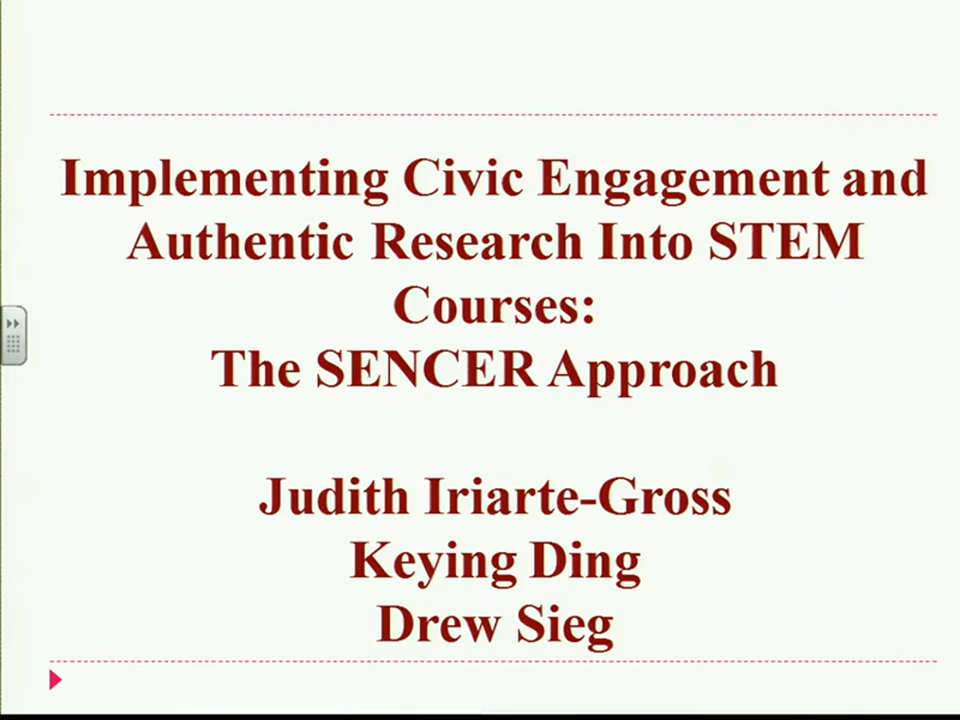 Implementing Civic Engagement and
Authentic Research Into STEM
Courses:
The SENCER Approach
Judith Iriarte-Gross
Keying Ding
Drew Sieg